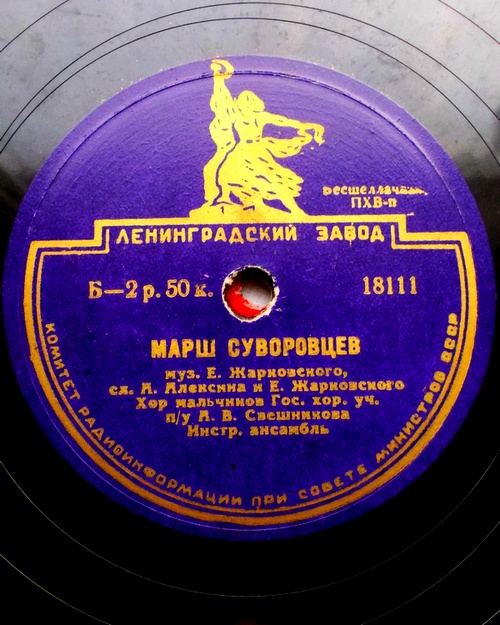 бесшеллачная
ПХВ-п
ЛЕНИНГРАДСКИЙ ЗАВОД
Б—2 р. 50 к.
18111
МАРШ СУВОРОВЦЕВ
муз. Е. Жарковского,
сл. А. Алексина и Е. Жарковского
Хор мальчиков Гос. хор. уч.
п/у А. В. Свешникова
Инстр. ансамбль
КОМИТЕТ РАДИОИНФОРМАЦИИ ПРИ СОВЕТЕ МИНИСТРОВ СССР